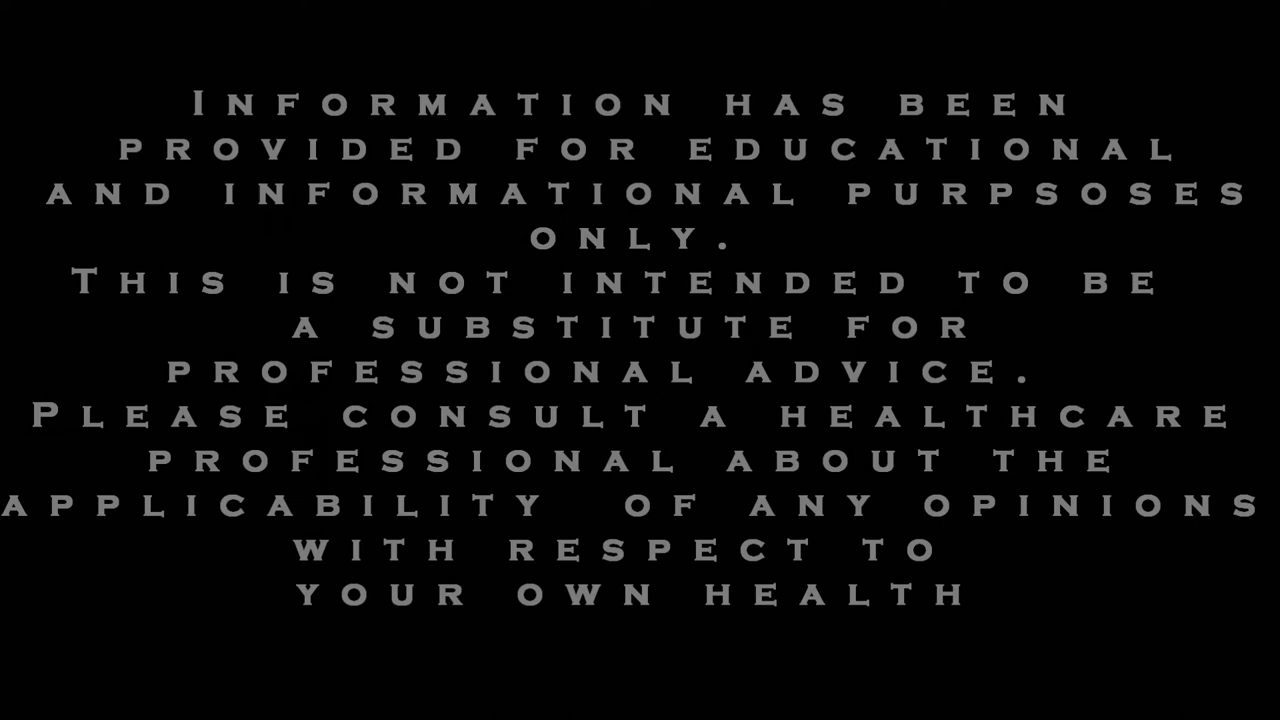 Information has been
provided for educational
and informational purpsoses
only.
This is not intended to be
a substitute for
professional advice.
Please consult a healthcare
professional about the
applicability of any opinions
with respect to
your own health